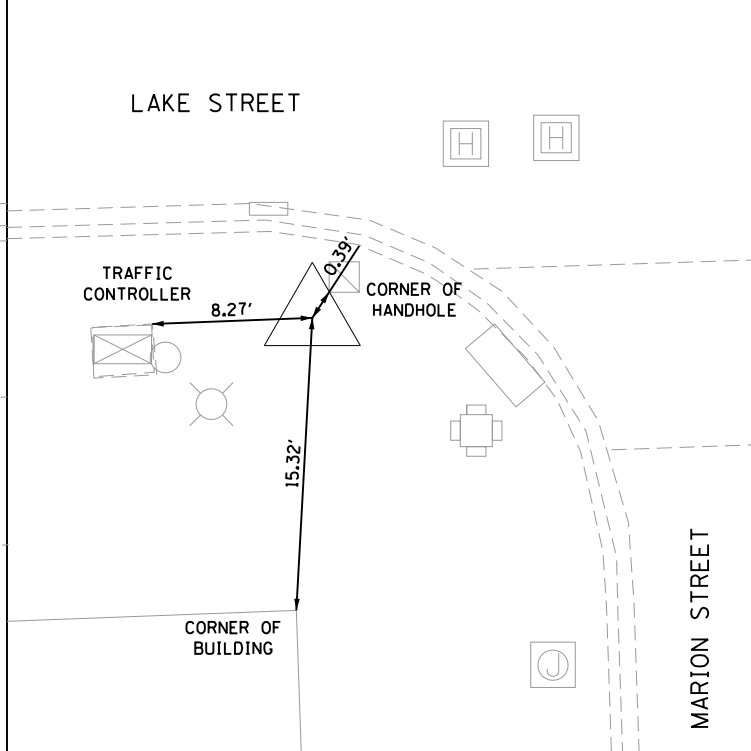 LAKE STREET
H
H
0.39'
TRAFFIC
CONTROLLER
8.27'
CORNER OF
HANDHOLE
15.32'
MARION STREET
CORNER OF
BUILDING
J